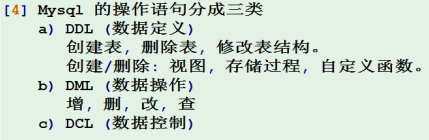 [4] Mysql 的操作语句分成三类
a) DDL (数据定义)
创建表，删除表，修改表结构。
创建/删除：视图，存储过程，自定义函数。
b) DML (数据操作)
增，删，改，查
c) DCL (数据控制)